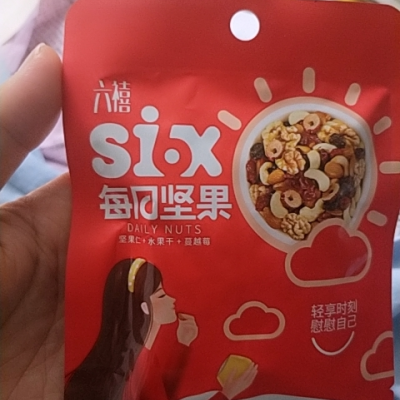 六禧
si·x
每日坚果
DAILY NUTS
坚果仁+水果干+蔓越莓
轻享时刻
慰慰自己